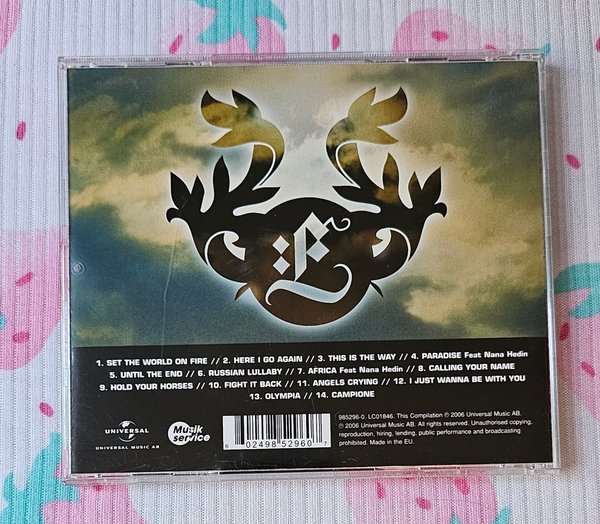 :E
1. SET THE WORLD ON FIRE // 2. HERE I GO AGAIN // 3. THIS IS THE WAY // 4. PARADISE Feat Nana Hedin
5. UNTIL THE END // 6. RUSSIAN LULLABY // 7. AFRICA Feat Nana Hedin // 8. CALLING YOUR NAME
9. HOLD YOUR HORSES // 10. FIGHT IT BACK // 11. ANGELS CRYING // 12. I JUST WANNA BE WITH YOU
13. OLYMPIA // 14. CAMPIONE
UNIVERSAL
UNIVERSAL MUSIC AB
Musik
service
6 02498 52960 7
985296-0. LC01846. This Compilation ℗ 2006 Universal Music AB.
℗ 2006 Universal Music AB. All rights reserved. Unauthorised copying,
reproduction, hiring, lending, public performance and broadcasting
prohibited. Made in the EU.